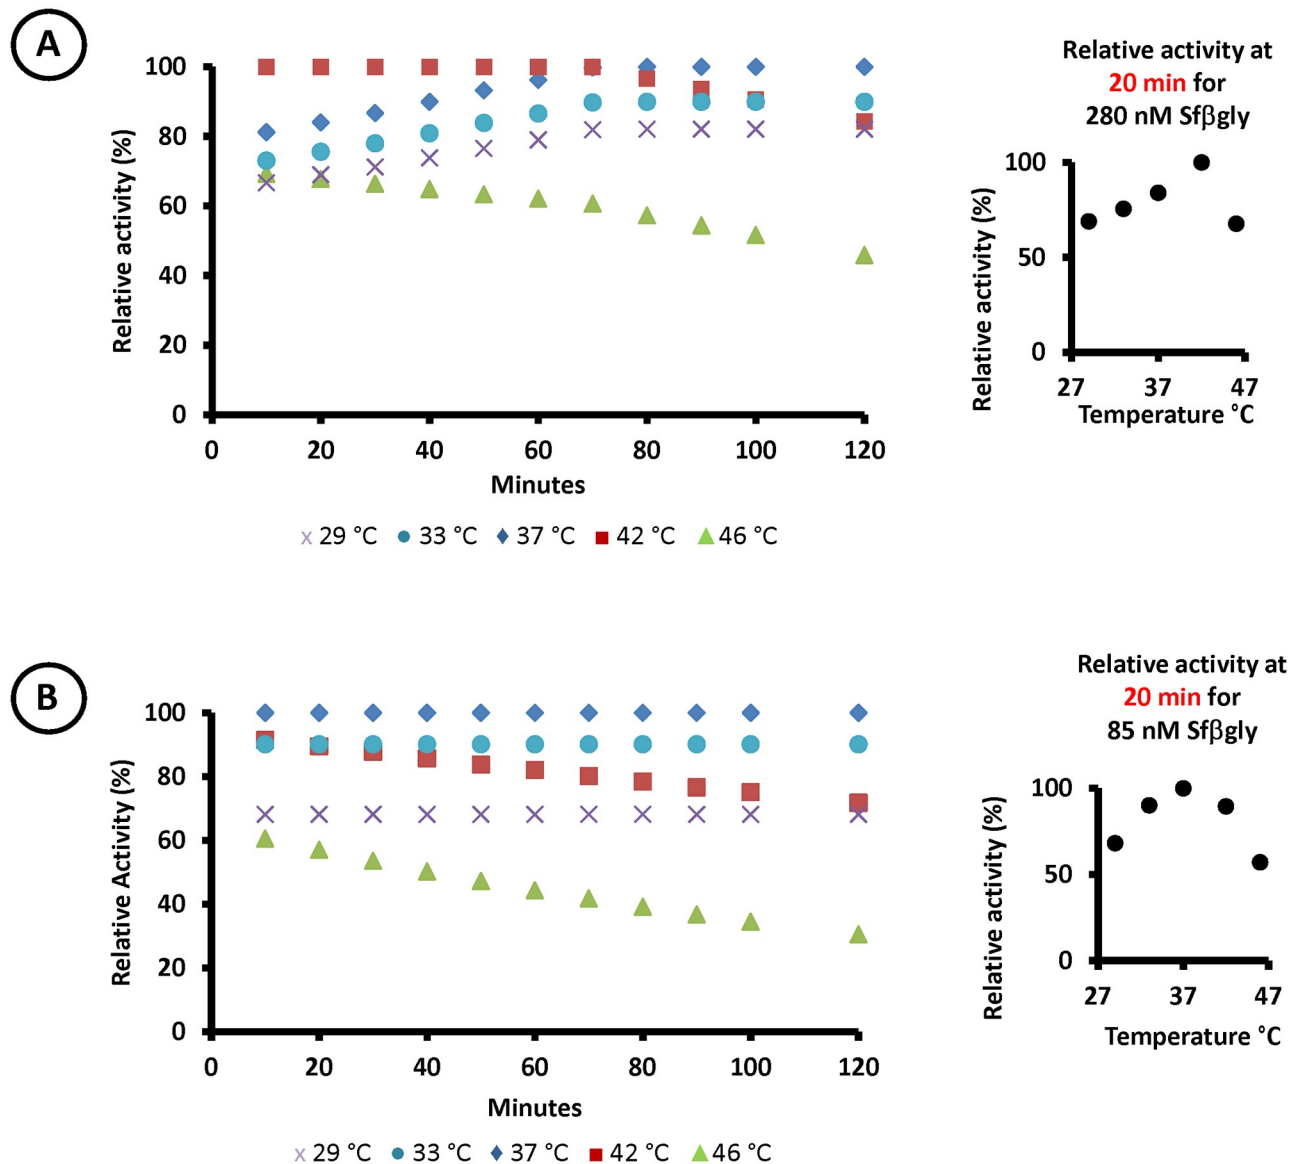 A
Relative activity (%)
100
80
60
40
20
0
0 20 40 60 80 100 120
Minutes
× 29 °C ● 33 °C ◆ 37 °C ■ 42 °C ▲ 46 °C
Relative activity at
20 min for
280 nM Sfβgly
Relative activity (%)
100
50
0
27 37 47
Temperature °C
B
Relative Activity (%)
100
80
60
40
20
0
0 20 40 60 80 100 120
Minutes
× 29 °C ● 33 °C ◆ 37 °C ■ 42 °C ▲ 46 °C
Relative activity at
20 min for
85 nM Sfβgly
Relative activity (%)
100
50
0
27 37 47
Temperature °C